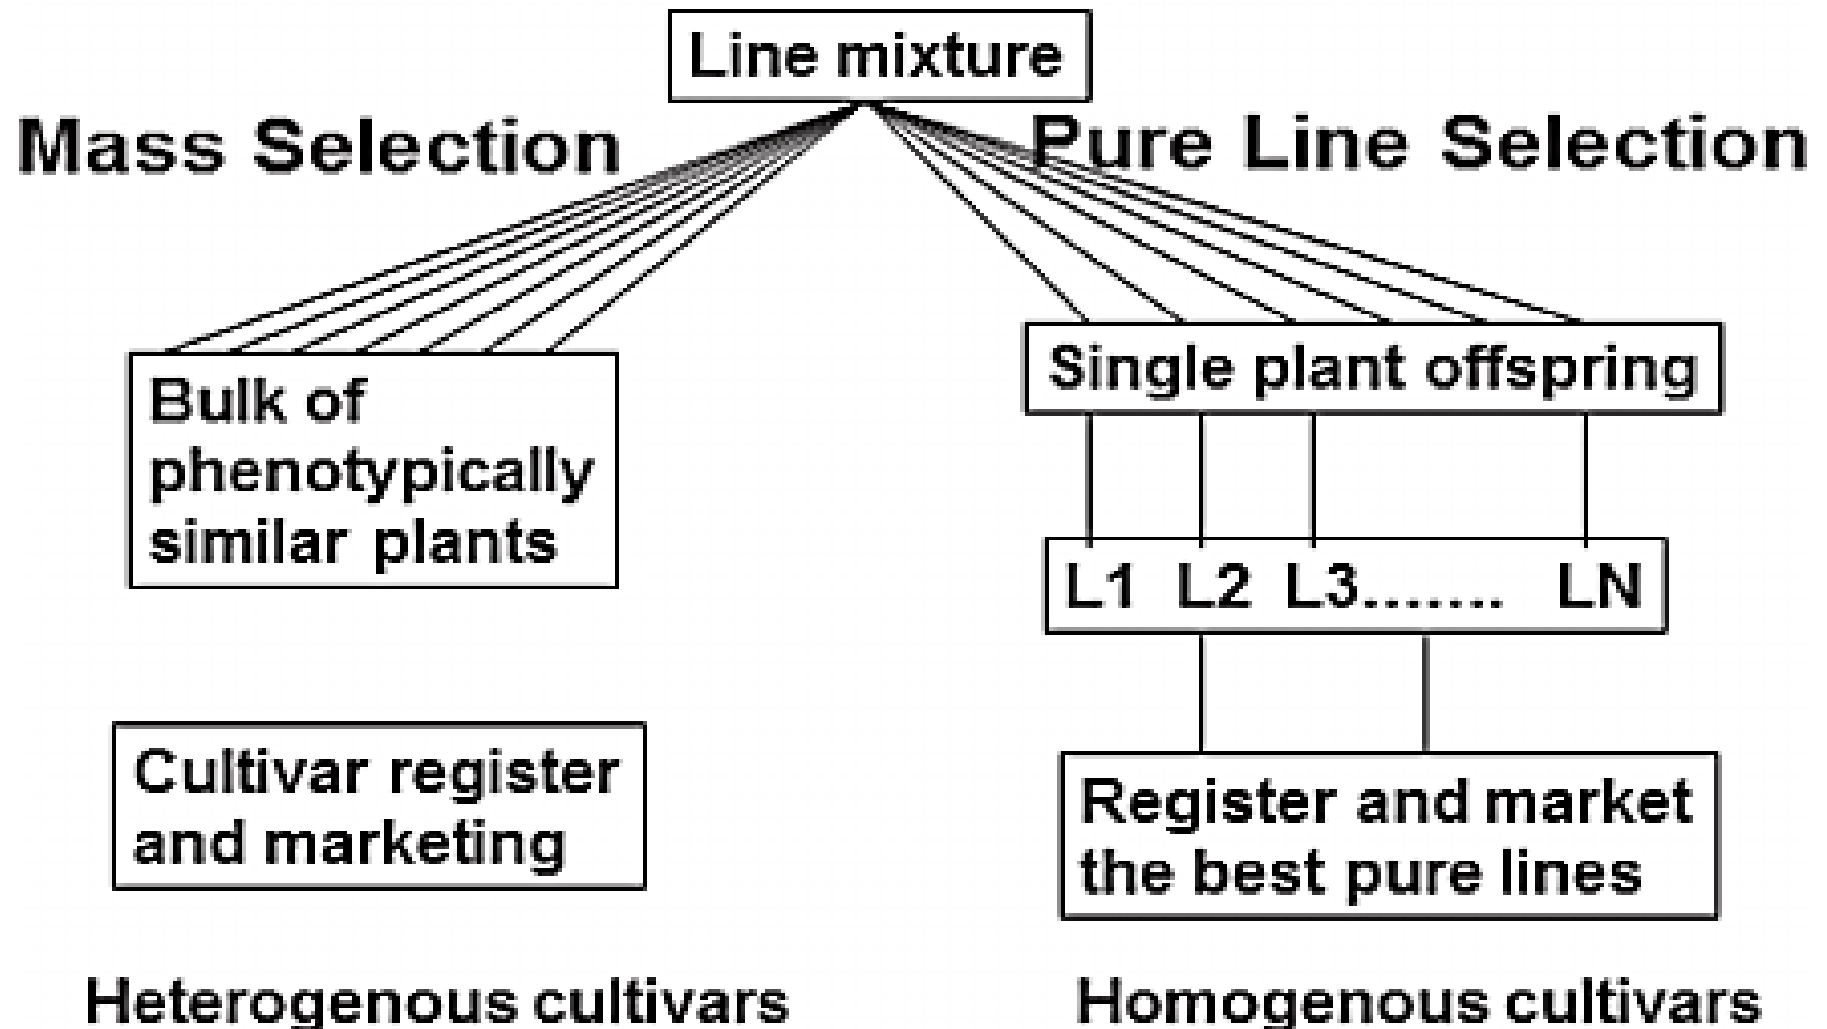 Line mixture
Mass Selection
Pure Line Selection
Bulk of
phenotypically
similar plants
Single plant offspring
L1 L2 L3....... LN
Cultivar register
and marketing
Register and market
the best pure lines
Heterogenous cultivars
Homogenous cultivars